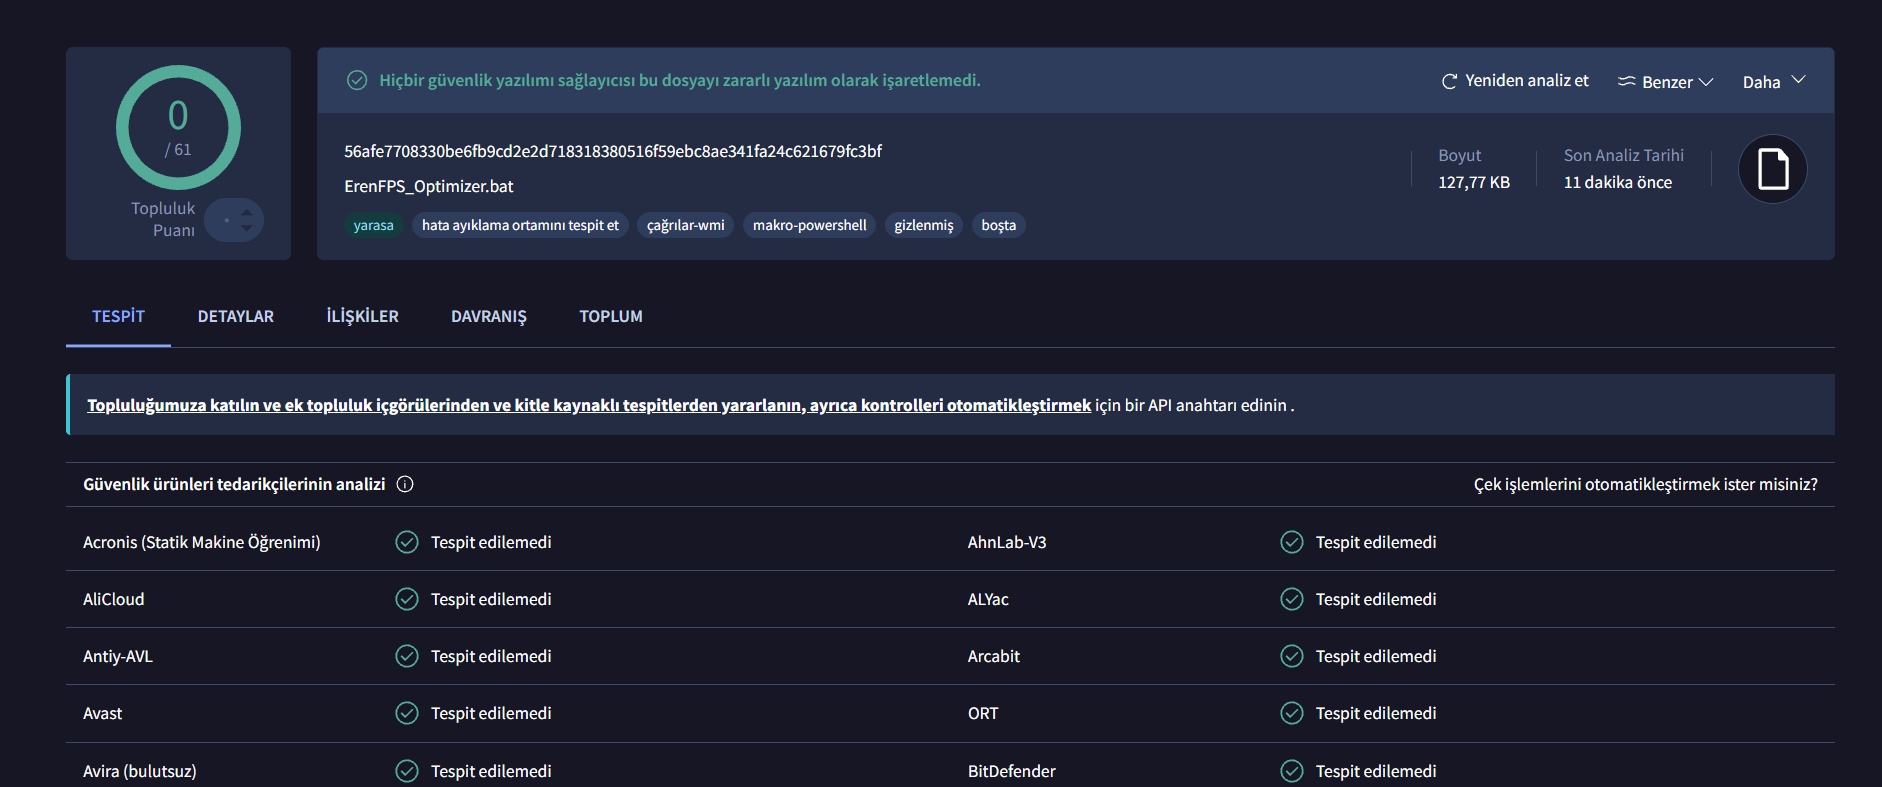 0
/ 61
Topluluk
Puanı
Hiçbir güvenlik yazılımı sağlayıcısı bu dosyayı zararlı yazılım olarak işaretlemedi.
Yeniden analiz et
Benzer
Daha
56afe7708330be6fb9cd2e2d718318380516f59ebc8ae341fa24c621679fc3bf
ErenFPS_Optimizer.bat
yarasa
hata ayıklama ortamını tespit et
çağrılar-wmi
makro-powershell
gizlenmiş
boşta
Boyut
127,77 KB
Son Analiz Tarihi
11 dakika önce
TESPİT
DETAYLAR
İLİŞKİLER
DAVRANIŞ
TOPLUM
Topluluğumuza katılın ve ek topluluk içgörülerinden ve kitle kaynaklı tespitlerden yararlanın, ayrıca kontrolleri otomatikleştirmek için bir API anahtarı edinin .
Güvenlik ürünleri tedarikçilerinin analizi
Çek işlemlerini otomatikleştirmek ister misiniz?
Acronis (Statik Makine Öğrenimi) Tespit edilemedi AhnLab-V3 Tespit edilemedi
AliCloud Tespit edilemedi ALYac Tespit edilemedi
Antiy-AVL Tespit edilemedi Arcabit Tespit edilemedi
Avast Tespit edilemedi ORT Tespit edilemedi
Avira (bulutsuz) Tespit edilemedi BitDefender Tespit edilemedi